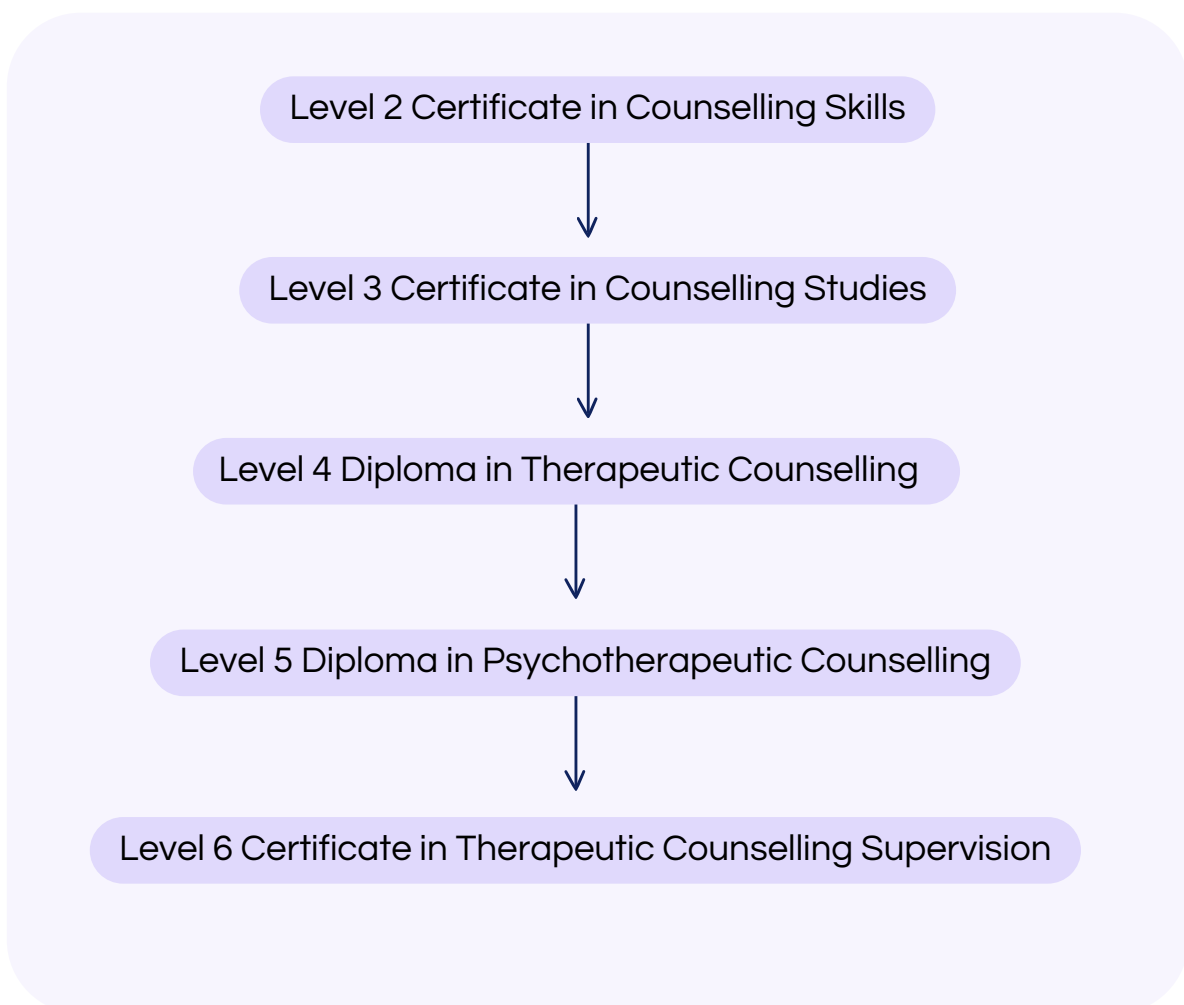 Level 2 Certificate in Counselling Skills
Level 3 Certificate in Counselling Studies
Level 4 Diploma in Therapeutic Counselling
Level 5 Diploma in Psychotherapeutic Counselling
Level 6 Certificate in Therapeutic Counselling Supervision